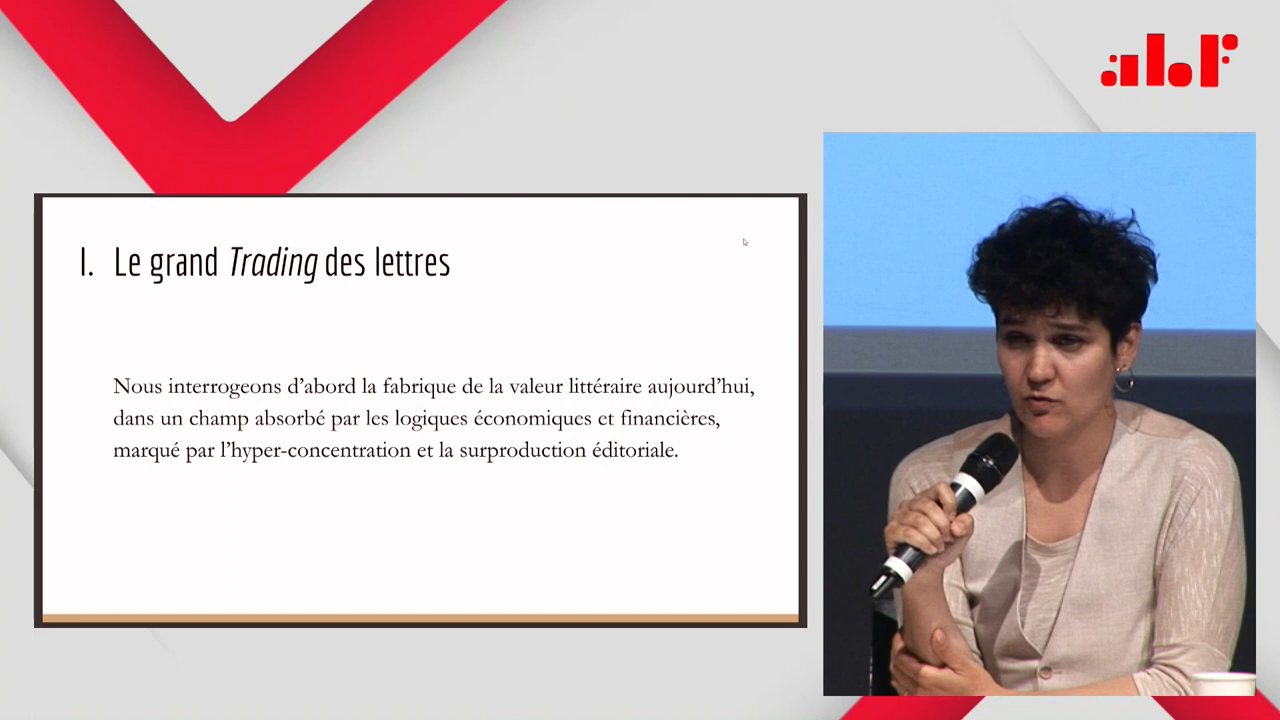 abf
I. Le grand Trading des lettres
Nous interrogeons d’abord la fabrique de la valeur littéraire aujourd’hui,
dans un champ absorbé par les logiques économiques et financières,
marqué par l’hyper-concentration et la surproduction éditoriale.